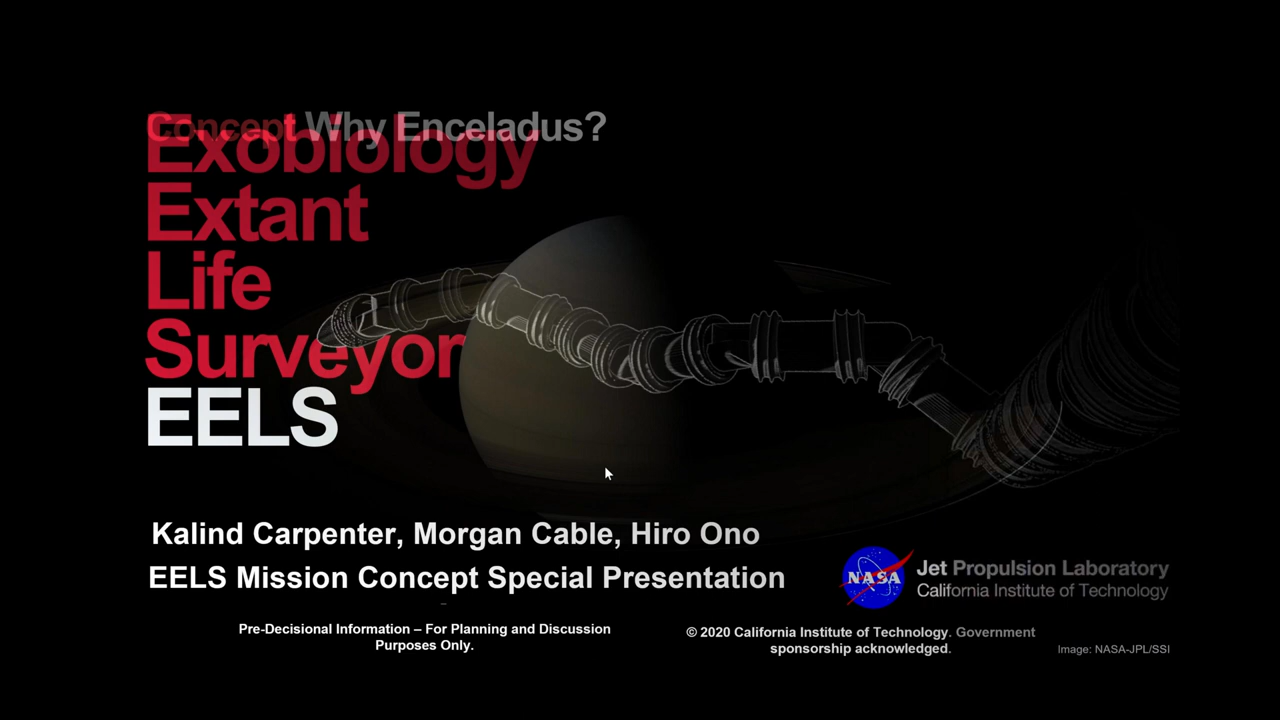 Concept Why Enceladus?
Exobiology
Extant
Life
Surveyor
EELS
Kalind Carpenter, Morgan Cable, Hiro Ono
EELS Mission Concept Special Presentation
NASA
Jet Propulsion Laboratory
California Institute of Technology
Pre-Decisional Information – For Planning and Discussion
Purposes Only.
© 2020 California Institute of Technology. Government
sponsorship acknowledged.
Image: NASA-JPL/SSI